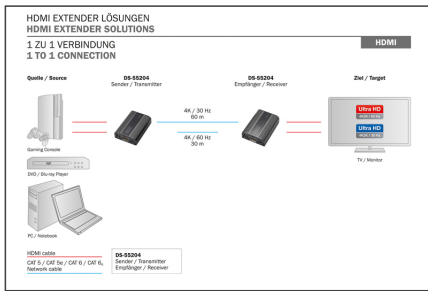 HDMI EXTENDER LÖSUNGEN
HDMI EXTENDER SOLUTIONS
1 ZU 1 VERBINDUNG
1 TO 1 CONNECTION
HDMI
Quelle / Source
DS-55204
Sender / Transmitter
DS-55204
Empfänger / Receiver
Ziel / Target
4K / 30 Hz
60 m
4K / 60 Hz
30 m
Ultra HD
Ultra HD
Gaming Console
TV / Monitor
DVD / Blu-ray Player
PC / Notebook
HDMI cable
CAT 5 / CAT 5e / CAT 6 / CAT 6A
Network cable
DS-55204
Sender / Transmitter
Empfänger / Receiver